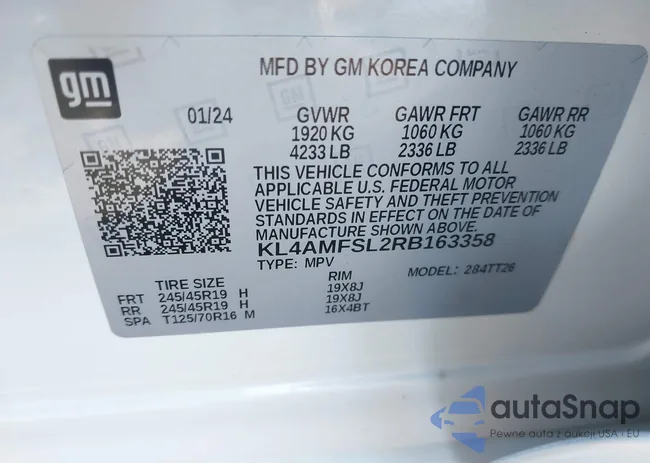 gm
MFD BY GM KOREA COMPANY
01/24 GVWR GAWR FRT GAWR RR
1920 KG 1060 KG 1060 KG
4233 LB 2336 LB 2336 LB
THIS VEHICLE CONFORMS TO ALL
APPLICABLE U.S. FEDERAL MOTOR
VEHICLE SAFETY AND THEFT PREVENTION
STANDARDS IN EFFECT ON THE DATE OF
MANUFACTURE SHOWN ABOVE.
KL4AMFSL2RB163358
TYPE: MPV MODEL: 284TT26
TIRE SIZE RIM
FRT 245/45R19 H 19X8J
RR 245/45R19 H 19X8J
SPA T125/70R16 M 16X4BT
autaSnap
Pewne auta z aukcji USA i EU